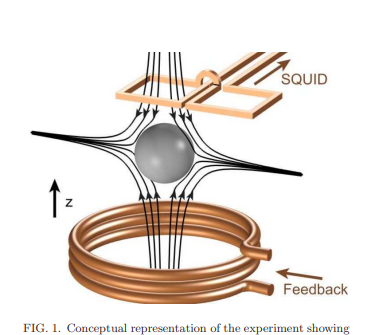 SQUID
z
Feedback
FIG. 1. Conceptual representation of the experiment showing